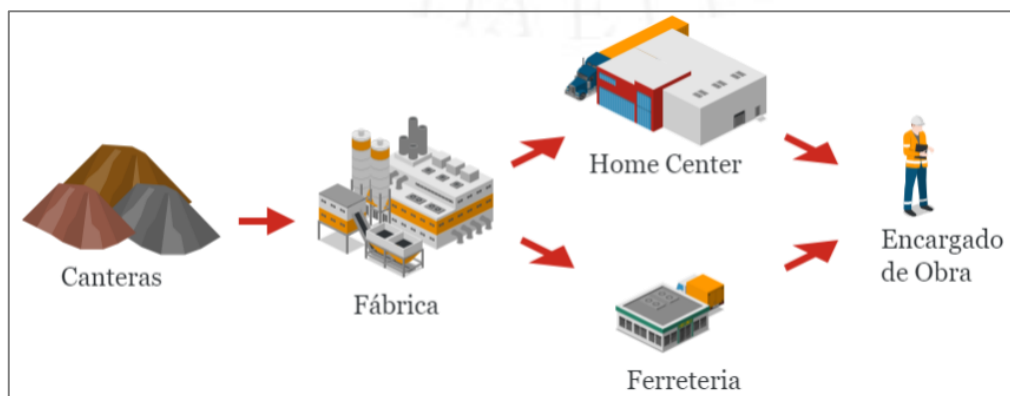 Canteras
Fábrica
Home Center
Ferreteria
Encargado
de Obra